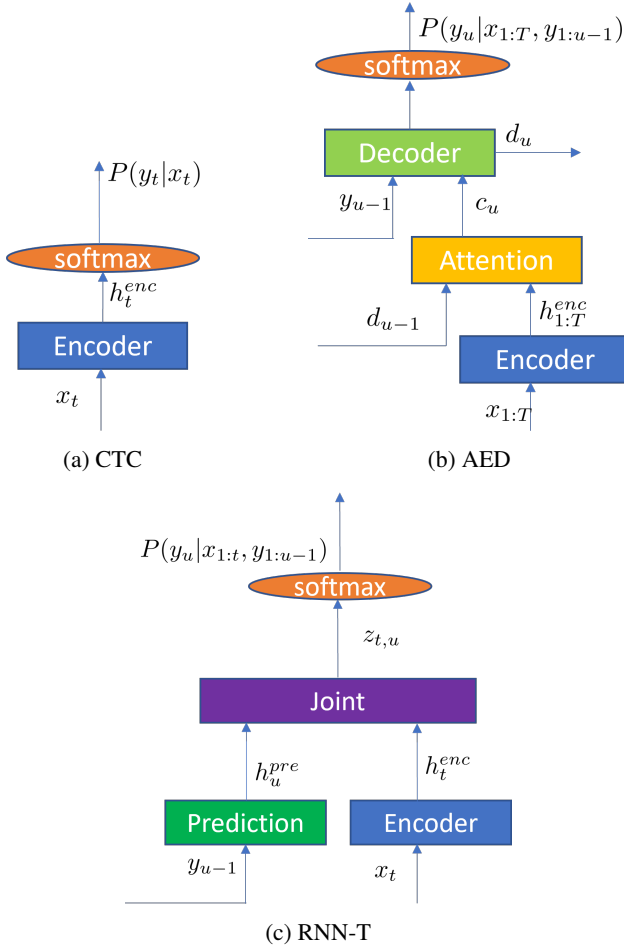 P(y_t|x_t)
softmax
h_t^{enc}
Encoder
x_t
(a) CTC
P(y_u|x_{1:T}, y_{1:u-1})
softmax
Decoder
d_u
y_{u-1}
c_u
Attention
d_{u-1}
h_{1:T}^{enc}
Encoder
x_{1:T}
(b) AED
P(y_u|x_{1:t}, y_{1:u-1})
softmax
z_{t,u}
Joint
h_u^{pre}
h_t^{enc}
Prediction
Encoder
y_{u-1}
x_t
(c) RNN-T